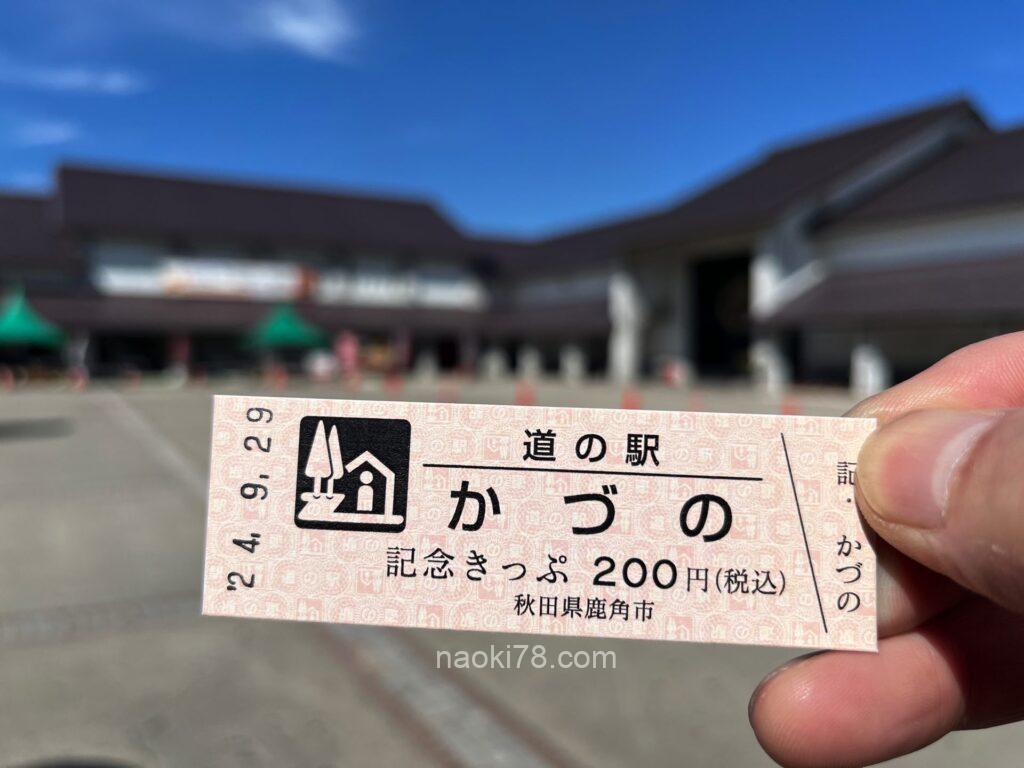 '24. 9. 29
道の駅
かづの
記念きっぷ 200円(税込)
秋田県鹿角市
記・かづの
naoki78.com